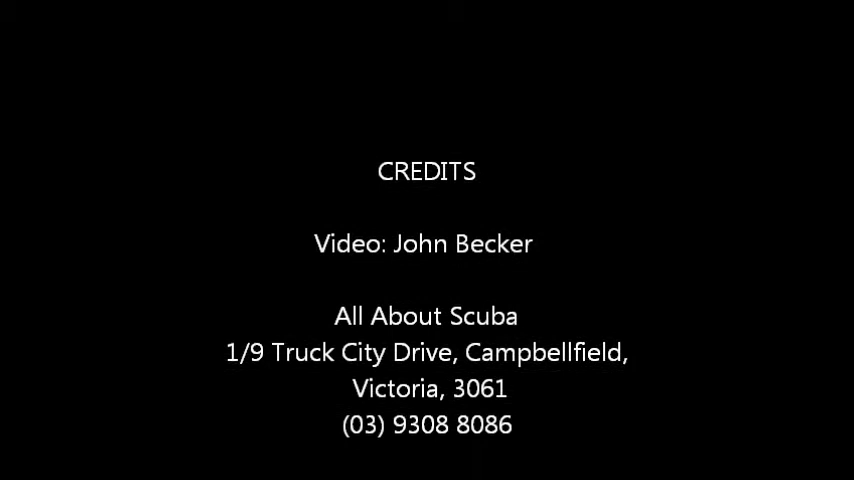 CREDITS
Video: John Becker
All About Scuba
1/9 Truck City Drive, Campbellfield,
Victoria, 3061
(03) 9308 8086